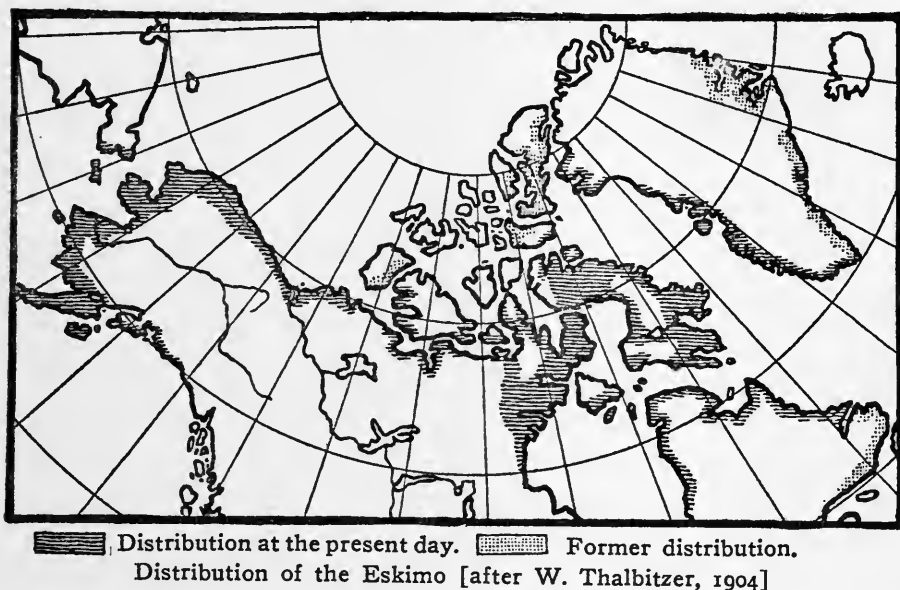 Distribution at the present day. Former distribution.
Distribution of the Eskimo [after W. Thalbitzer, 1904]